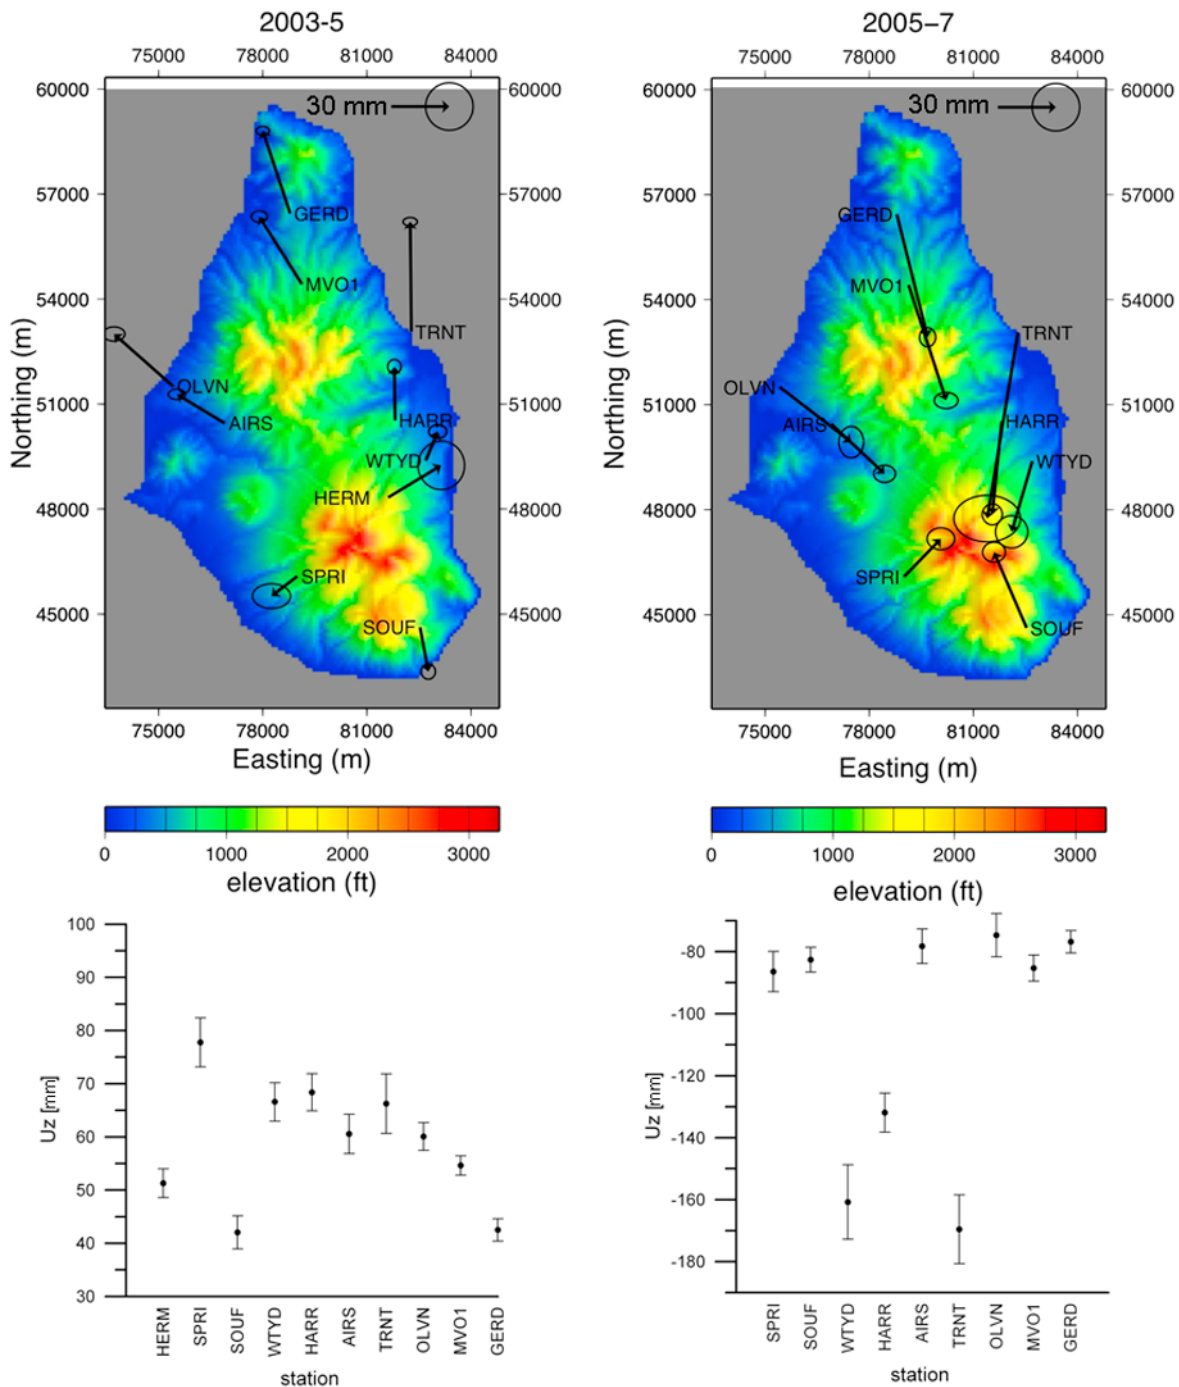 2003-5
75000 78000 81000 84000
60000
57000
54000
51000
48000
45000
60000
57000
54000
51000
48000
45000
Northing (m)
30 mm
GERD
MVO1
TRNT
OLVN
AIRS
HARR
WTYD
HERM
SPRI
SOUF
75000 78000 81000 84000
Easting (m)
0 1000 2000 3000
elevation (ft)
2005–7
75000 78000 81000 84000
60000
57000
54000
51000
48000
45000
60000
57000
54000
51000
48000
45000
Northing (m)
30 mm
GERD
MVO1
TRNT
OLVN
AIRS
HARR
WTYD
SPRI
SOUF
75000 78000 81000 84000
Easting (m)
0 1000 2000 3000
elevation (ft)
100
90
80
70
60
50
40
30
Uz [mm]
HERM
SPRI
SOUF
WTYD
HARR
AIRS
TRNT
OLVN
MVO1
GERD
station
-80
-100
-120
-140
-160
-180
Uz [mm]
SPRI
SOUF
WTYD
HARR
AIRS
TRNT
OLVN
MVO1
GERD
station